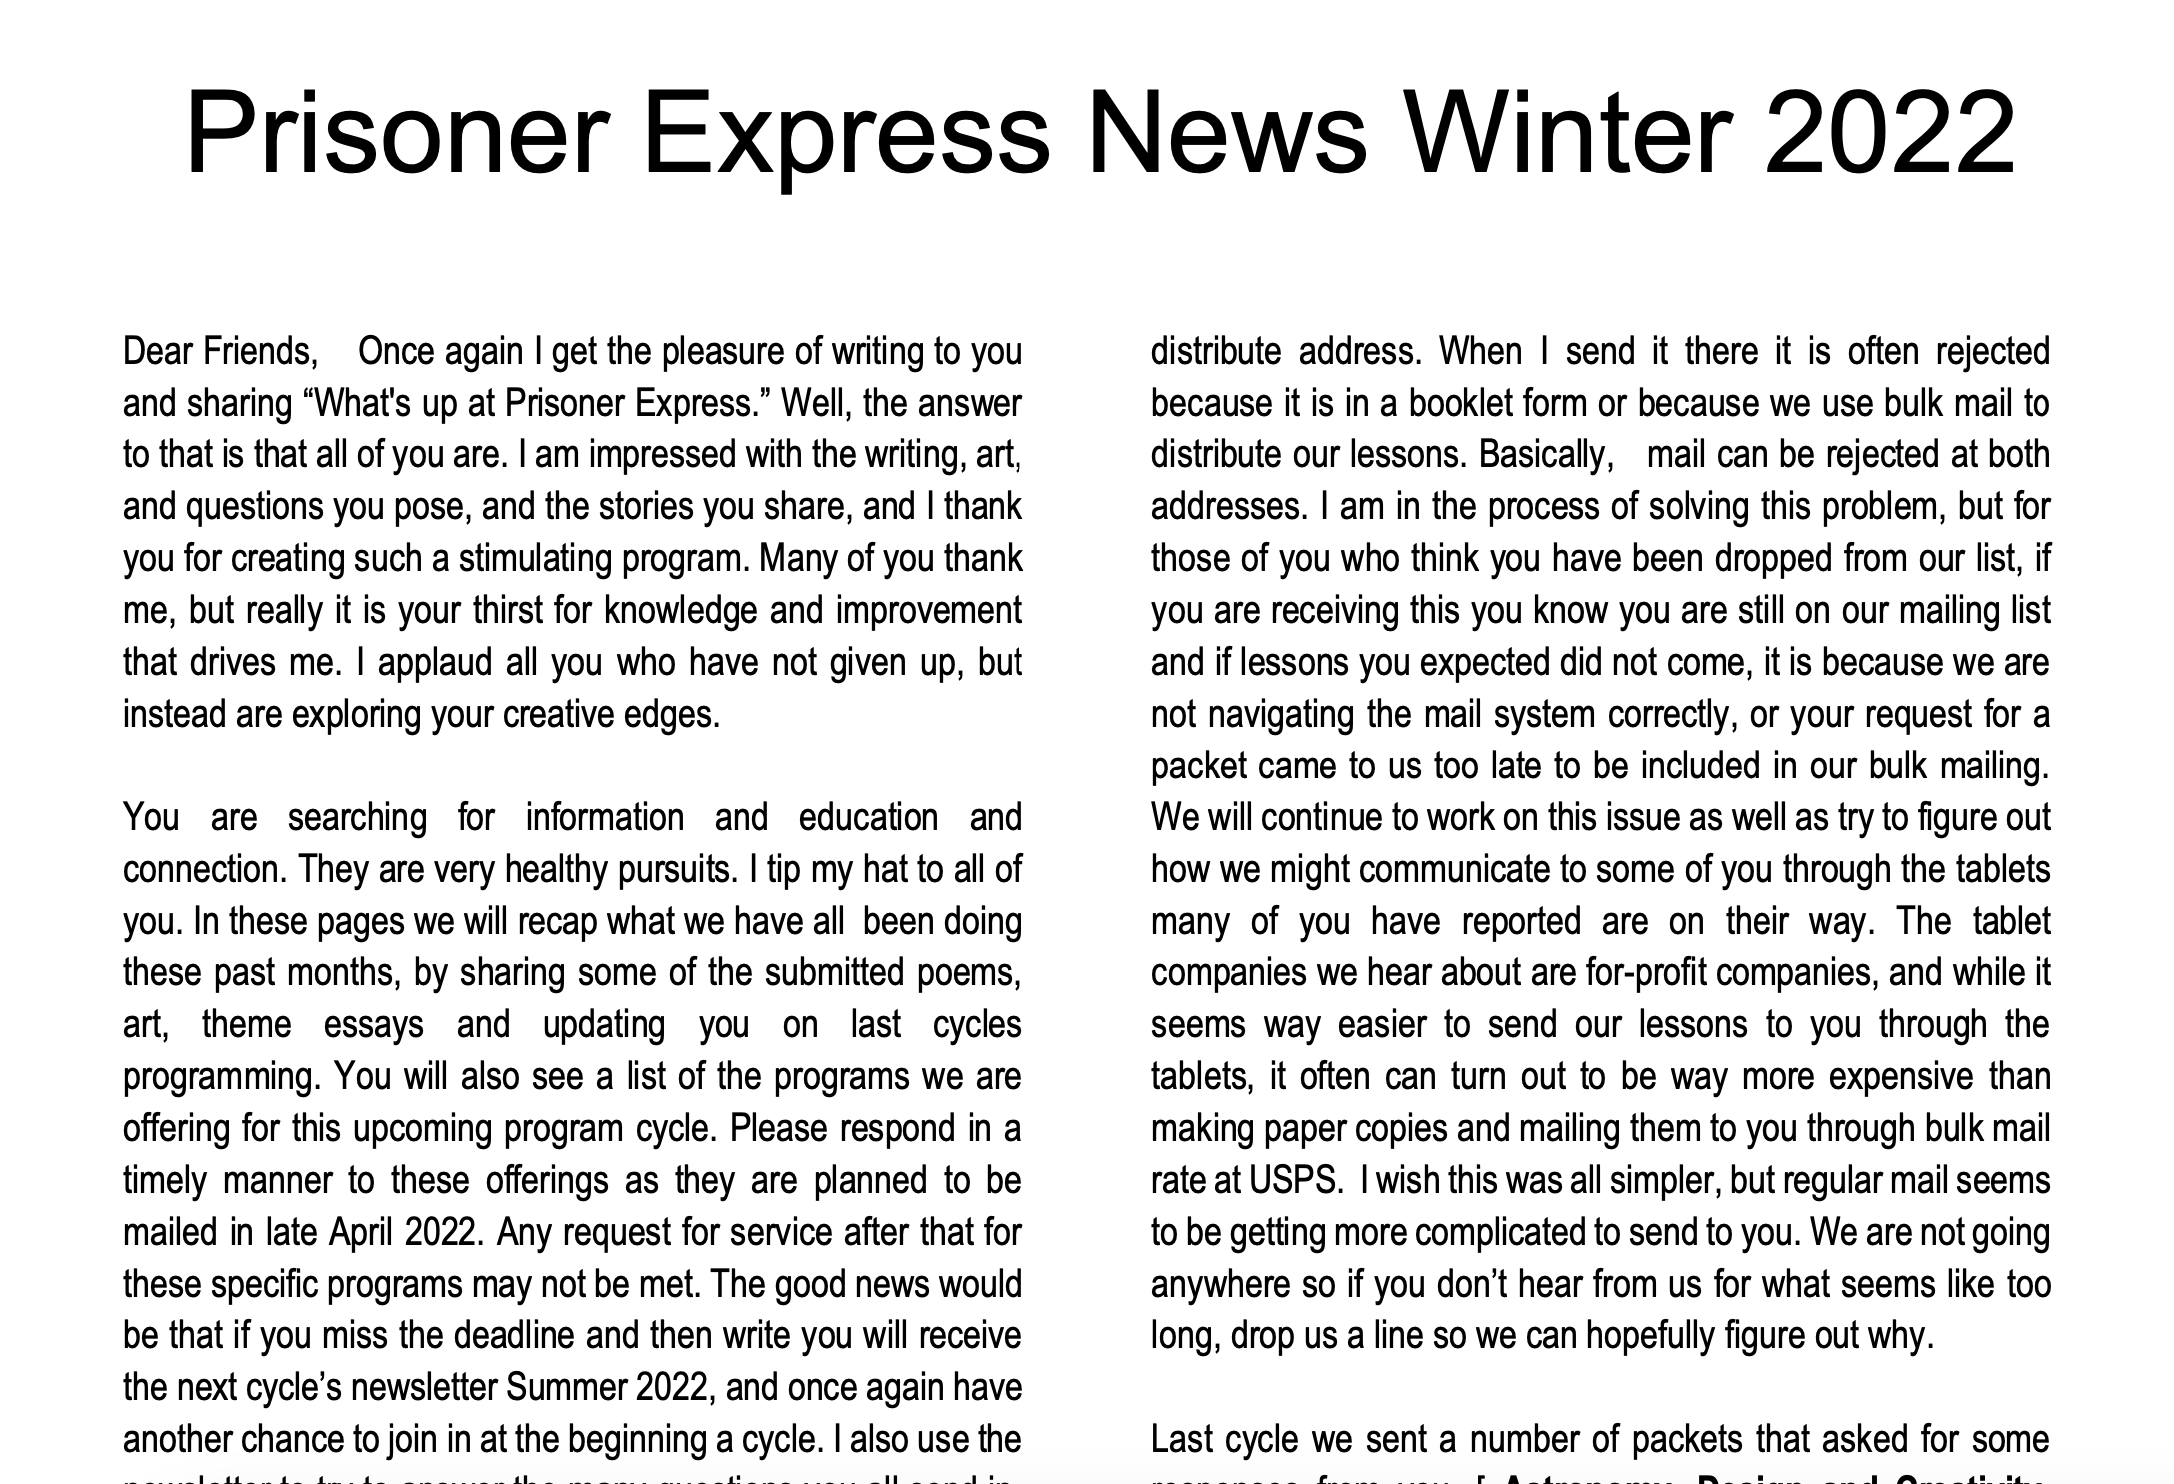 Prisoner Express News Winter 2022
Dear Friends,    Once again I get the pleasure of writing to you
and sharing “What's up at Prisoner Express.” Well, the answer
to that is that all of you are. I am impressed with the writing, art,
and questions you pose, and the stories you share, and I thank
you for creating such a stimulating program. Many of you thank
me, but really it is your thirst for knowledge and improvement
that drives me. I applaud all you who have not given up, but
instead are exploring your creative edges.
You are searching for information and education and
connection. They are very healthy pursuits. I tip my hat to all of
you. In these pages we will recap what we have all  been doing
these past months, by sharing some of the submitted poems,
art, theme essays and updating you on last cycles
programming. You will also see a list of the programs we are
offering for this upcoming program cycle. Please respond in a
timely manner to these offerings as they are planned to be
mailed in late April 2022. Any request for service after that for
these specific programs may not be met. The good news would
be that if you miss the deadline and then write you will receive
the next cycle’s newsletter Summer 2022, and once again have
another chance to join in at the beginning a cycle. I also use the
newsletter to try to answer the many questions you all send in.
distribute address. When I send it there it is often rejected
because it is in a booklet form or because we use bulk mail to
distribute our lessons. Basically,   mail can be rejected at both
addresses. I am in the process of solving this problem, but for
those of you who think you have been dropped from our list, if
you are receiving this you know you are still on our mailing list
and if lessons you expected did not come, it is because we are
not navigating the mail system correctly, or your request for a
packet came to us too late to be included in our bulk mailing.
We will continue to work on this issue as well as try to figure out
how we might communicate to some of you through the tablets
many of you have reported are on their way. The tablet
companies we hear about are for-profit companies, and while it
seems way easier to send our lessons to you through the
tablets, it often can turn out to be way more expensive than
making paper copies and mailing them to you through bulk mail
rate at USPS.  I wish this was all simpler, but regular mail seems
to be getting more complicated to send to you. We are not going
anywhere so if you don’t hear from us for what seems like too
long, drop us a line so we can hopefully figure out why.
Last cycle we sent a number of packets that asked for some
responses from you. [ Astronomy, Design and Creativity,